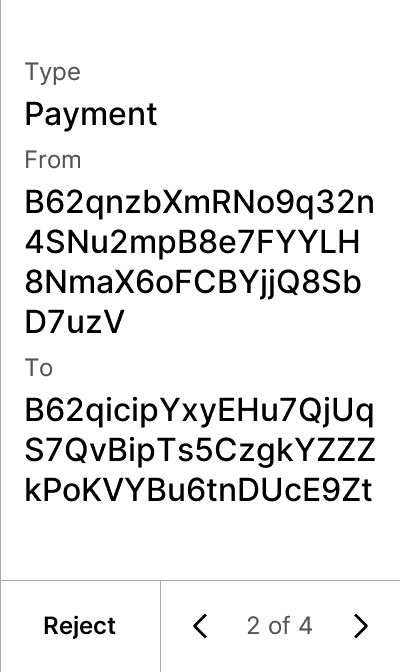 Type
Payment
From
B62qnzbXmRNo9q32n
4SNu2mpB8e7FYYLH
8NmaX6oFCBYjjQ8Sb
D7uzV
To
B62qicipYxyEHu7QjUq
S7QvBipTs5CzgkYZZZ
kPoKVYBu6tnDUcE9Zt
Reject
2 of 4